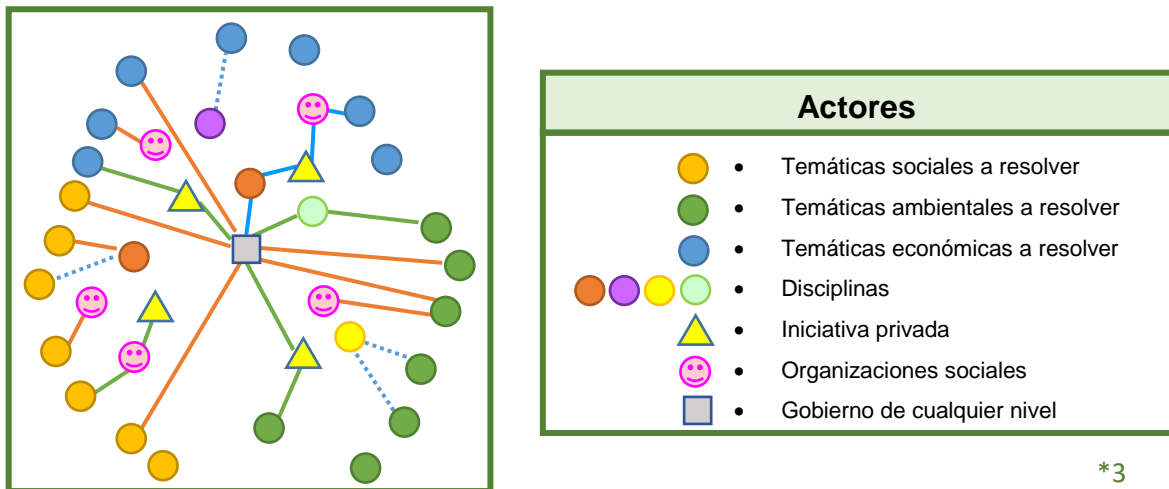 Actores
• Temáticas sociales a resolver
• Temáticas ambientales a resolver
• Temáticas económicas a resolver
• Disciplinas
• Iniciativa privada
• Organizaciones sociales
• Gobierno de cualquier nivel
*3